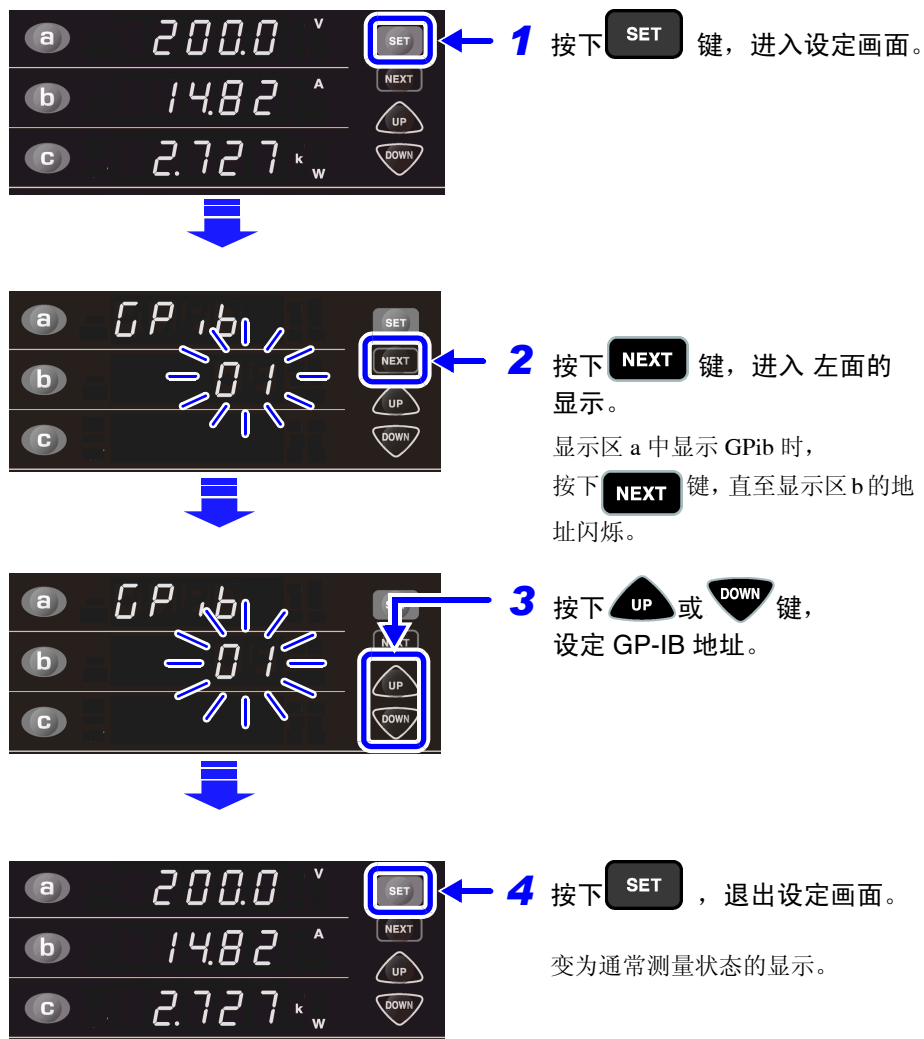 a 200.0 V SET
1 按下 SET 键，进入设定画面。
NEXT
b 14.82 A
UP
c 2.727 k W DOWN
a GPib SET
b 01 NEXT
2 按下 NEXT 键，进入 左面的
显示。
UP
c DOWN
显示区 a 中显示 GPib 时，
按下 NEXT 键，直至显示区 b 的地
址闪烁。
a GPib SET
3 按下 UP 或 DOWN 键，
设定 GP-IB 地址。
b 01 NEXT
UP
c DOWN
a 200.0 V SET
4 按下 SET ，退出设定画面。
NEXT
b 14.82 A
变为通常测量状态的显示。
UP
c 2.727 k W DOWN